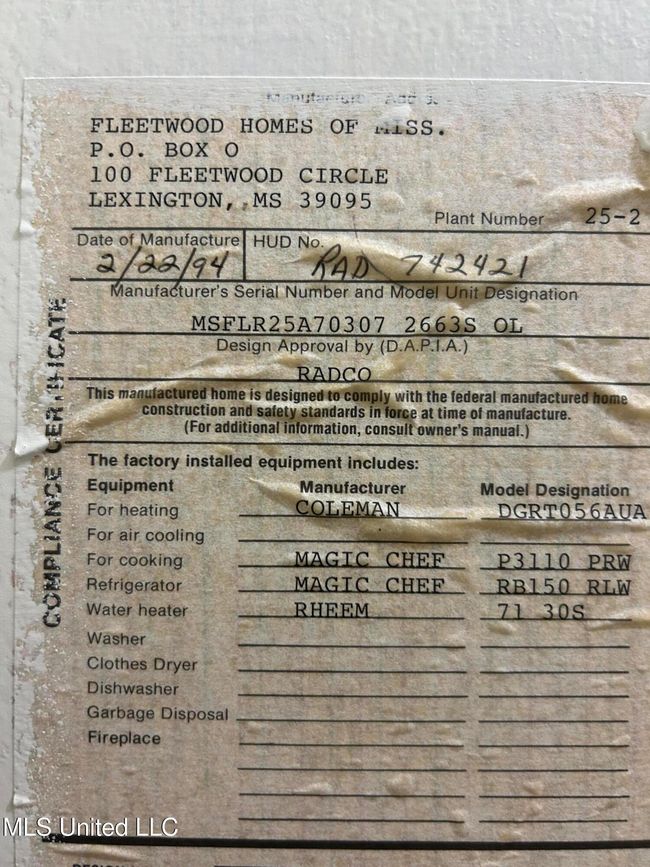 FLEETWOOD HOMES OF MISS.
P.O. BOX O
100 FLEETWOOD CIRCLE
LEXINGTON, MS 39095
Plant Number 25-2
Date of Manufacture HUD No.
2/22/94 RAD 742421
Manufacturer's Serial Number and Model Unit Designation
MSFLR25A70307 2663S OL
Design Approval by (D.A.P.I.A.)
RADCO
This manufactured home is designed to comply with the federal manufactured home
construction and safety standards in force at time of manufacture.
(For additional information, consult owner's manual.)
COMPLIANCE CERTIFICATE
The factory installed equipment includes:
Equipment Manufacturer Model Designation
For heating COLEMAN DGRT056AUA
For air cooling
For cooking MAGIC CHEF P3110 PRW
Refrigerator MAGIC CHEF RB150 RLW
Water heater RHEEM 71 30S
Washer
Clothes Dryer
Dishwasher
Garbage Disposal
Fireplace
MLS United LLC